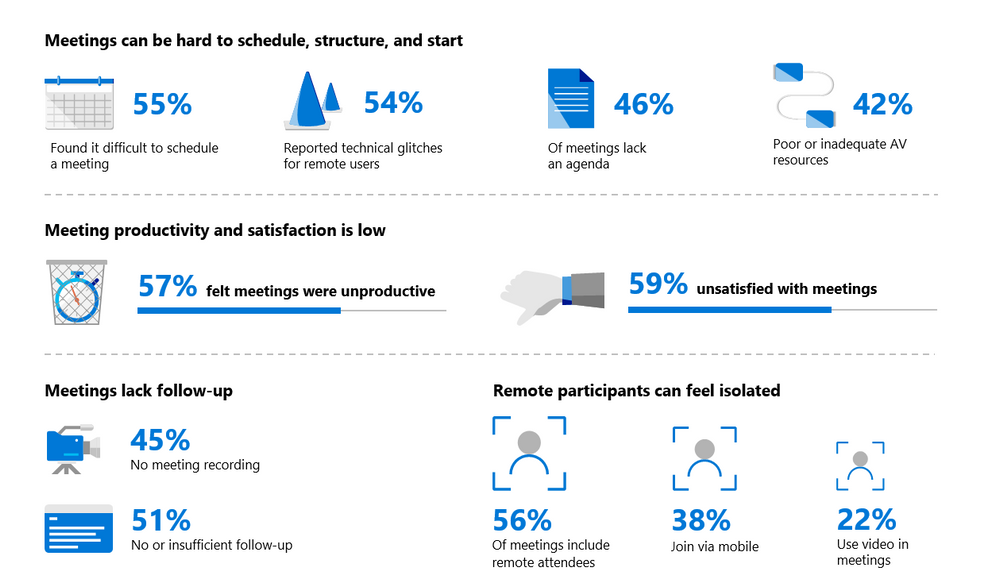 Meetings can be hard to schedule, structure, and start
55%
Found it difficult to schedule
a meeting
54%
Reported technical glitches
for remote users
46%
Of meetings lack
an agenda
42%
Poor or inadequate AV
resources
Meeting productivity and satisfaction is low
57% felt meetings were unproductive
59% unsatisfied with meetings
Meetings lack follow-up
45%
No meeting recording
51%
No or insufficient follow-up
Remote participants can feel isolated
56%
Of meetings include
remote attendees
38%
Join via mobile
22%
Use video in
meetings